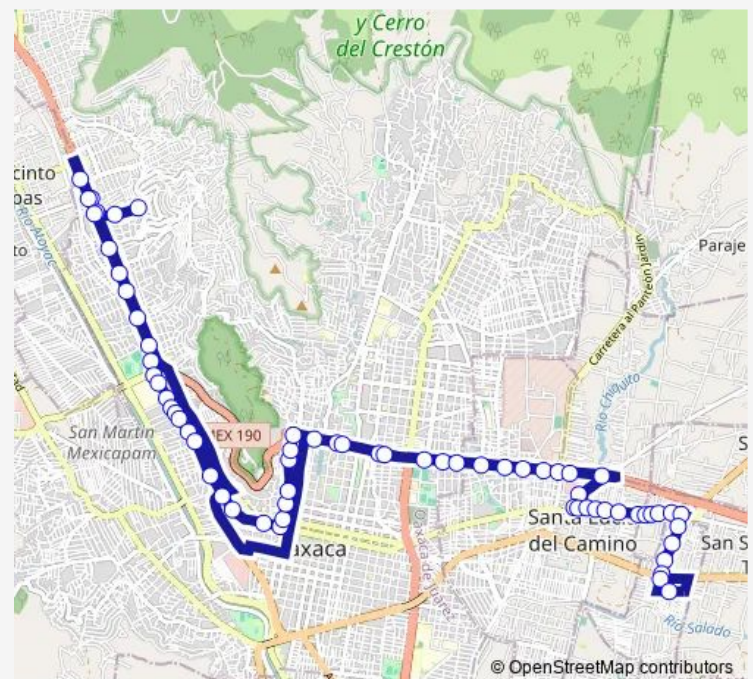 y Cerro
del Crestón
cinto
pas
Río Atoyac
to
Paraje
Carretera al Panteón Jardín
Río Chiquito
San Martín
Mexicapam
MEX 190
S
Santa Lucía
del Camino
San S
T
axaca
Oaxaca de Juárez
Río Salado
© OpenStreetMap contributors